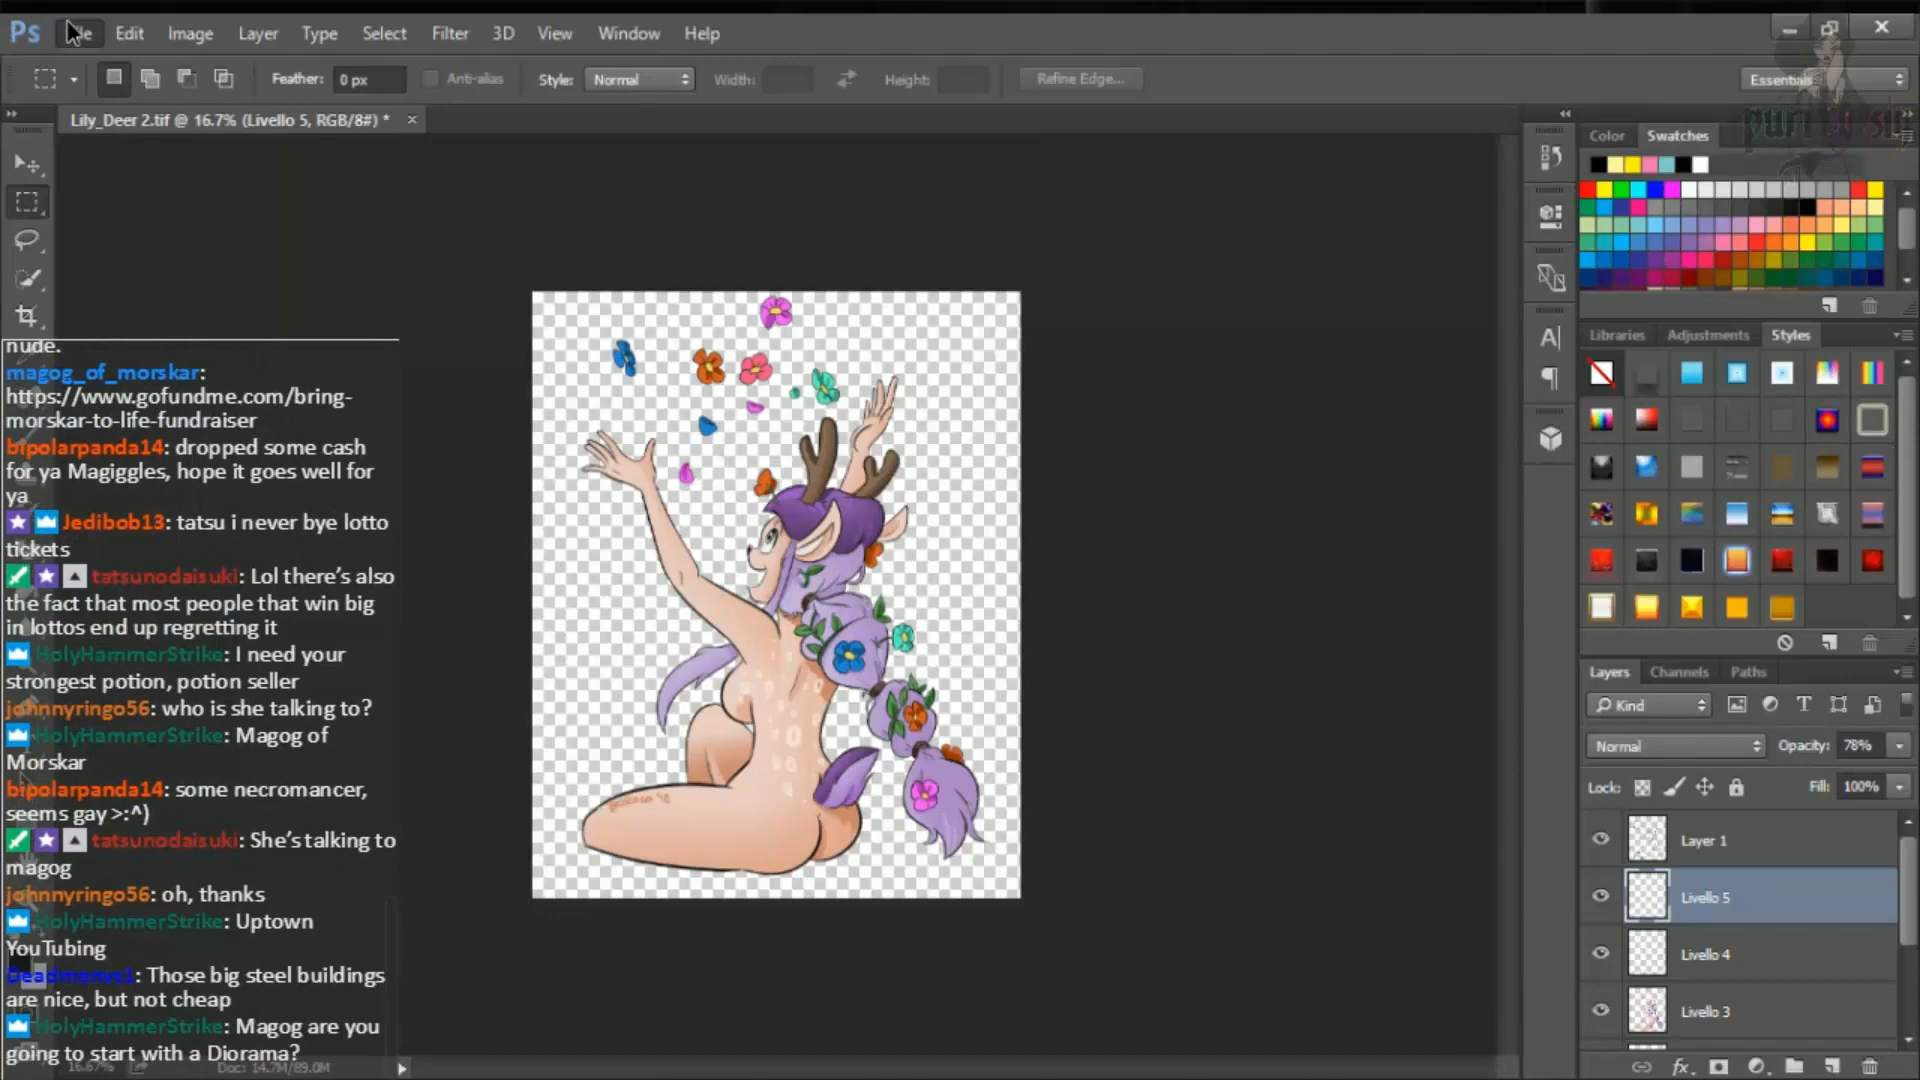 Ps File Edit Image Layer Type Select Filter 3D View Window Help
Feather: 0 px Anti-alias Style: Normal Width: Height: Refine Edge... Essentials
Lily_Deer 2.tif @ 16.7% (Livello 5, RGB/8#) * ×
Color Swatches
Libraries Adjustments Styles
Layers Channels Paths
Kind
Normal Opacity: 78%
Lock: Fill: 100%
Layer 1
Livello 5
Livello 4
Livello 3
nude.
magog_of_morskar:
https://www.gofundme.com/bring-
morskar-to-life-fundraiser
bipolarpanda14: dropped some cash
for ya Magiggles, hope it goes well for
ya
Jedibob13: tatsu i never bye lotto
tickets
tatsunodaisuki: Lol there's also
the fact that most people that win big
in lottos end up regretting it
HolyHammerStrike: I need your
strongest potion, potion seller
johnnyringo56: who is she talking to?
HolyHammerStrike: Magog of
Morskar
bipolarpanda14: some necromancer,
seems gay >:^)
tatsunodaisuki: She's talking to
magog
johnnyringo56: oh, thanks
HolyHammerStrike: Uptown
YouTubing
: Those big steel buildings
are nice, but not cheap
HolyHammerStrike: Magog are you
going to start with a Diorama?
16.67% Doc: 14.7M/89.0M